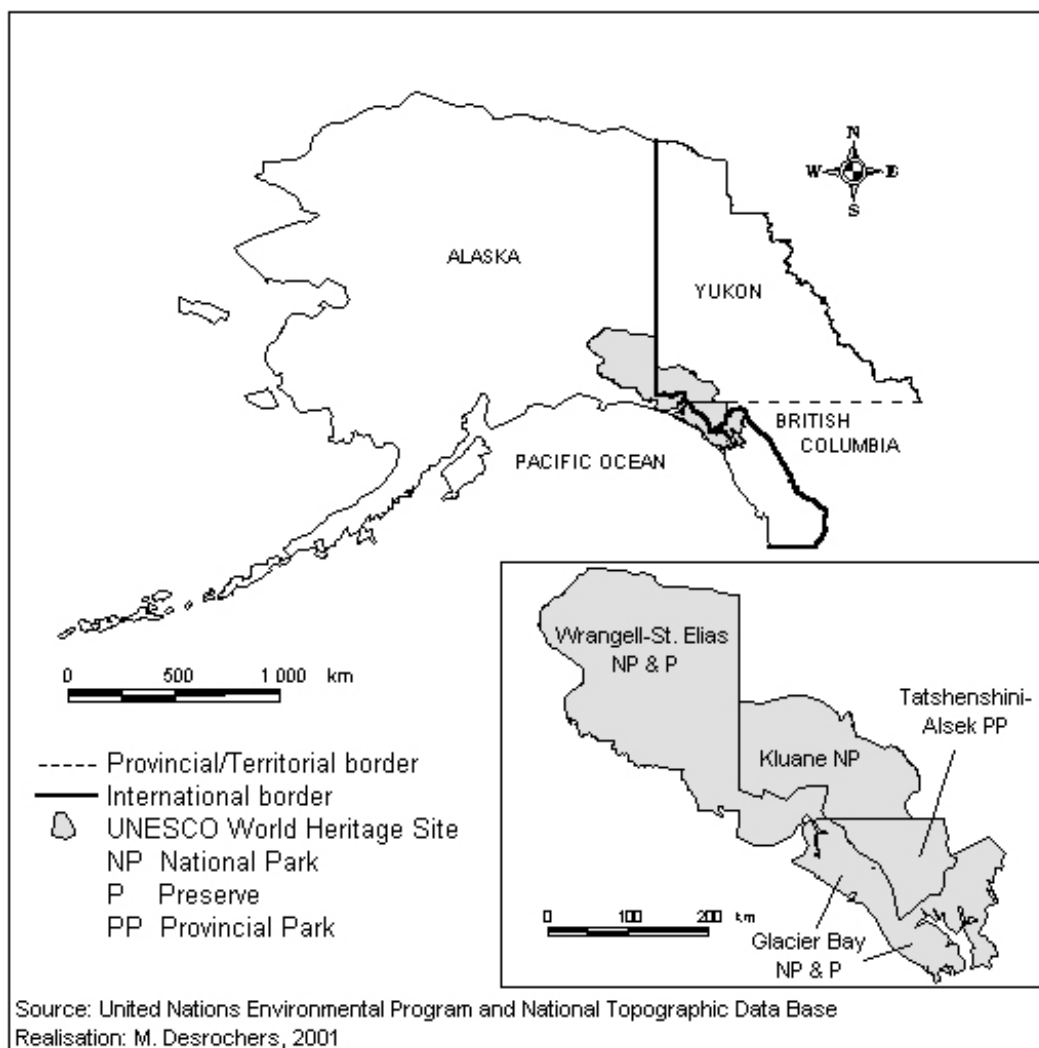 N
W E
S
ALASKA
YUKON
BRITISH
COLUMBIA
PACIFIC OCEAN
0 500 1 000 km
Provincial/Territorial border
International border
UNESCO World Heritage Site
NP National Park
P Preserve
PP Provincial Park
Wrangell-St. Elias
NP & P
Tatshenshini-
Alsek PP
Kluane NP
0 100 200 km
Glacier Bay
NP & P
Source: United Nations Environmental Program and National Topographic Data Base
Realisation: M. Desrochers, 2001